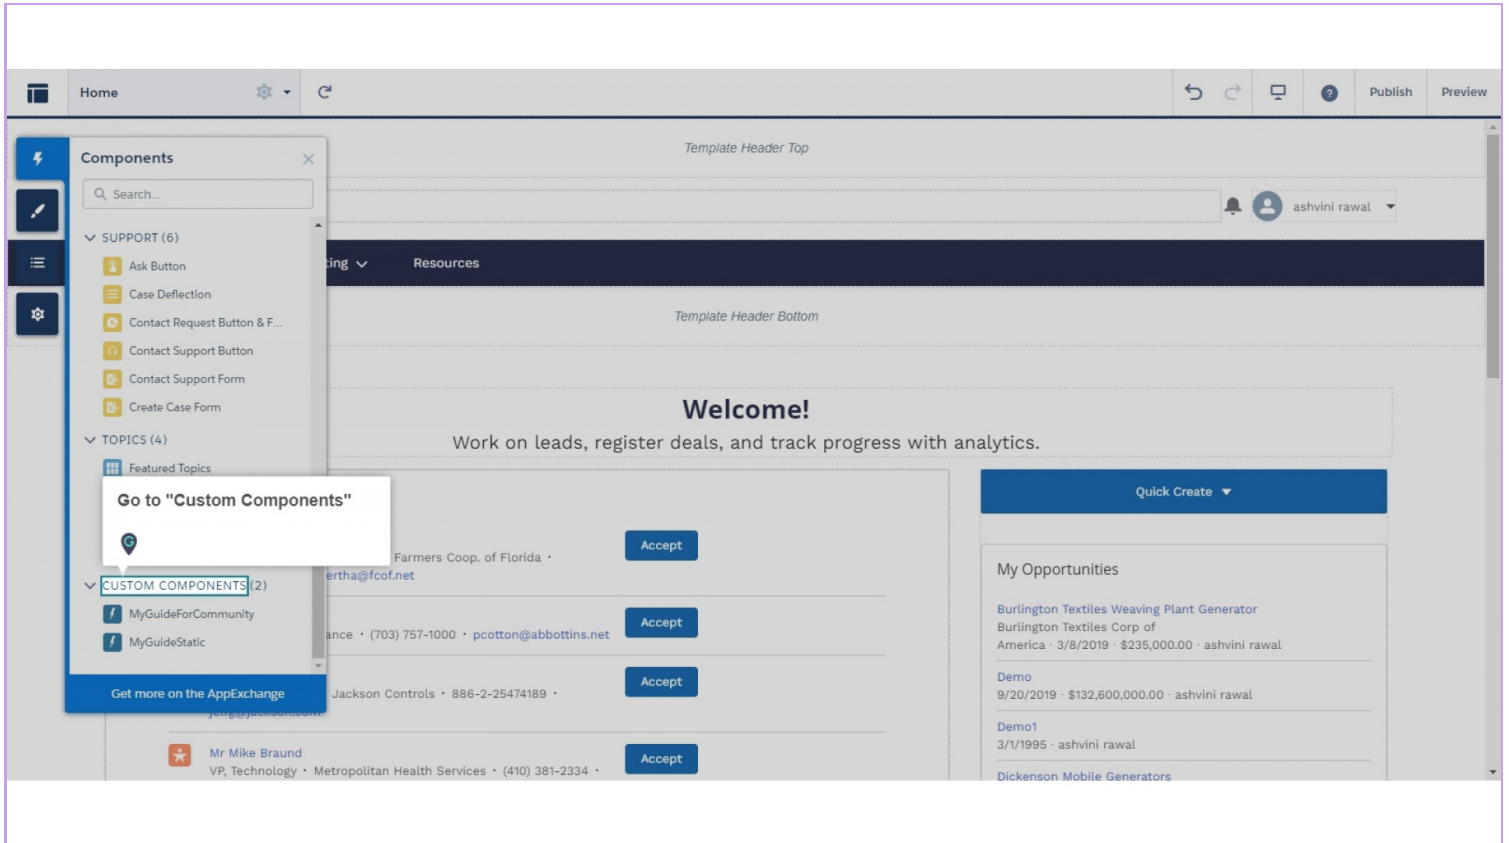 Home
Publish
Preview
Components
Search...
SUPPORT (6)
Ask Button
Case Deflection
Contact Request Button & F...
Contact Support Button
Contact Support Form
Create Case Form
TOPICS (4)
Featured Topics
Go to "Custom Components"
CUSTOM COMPONENTS (2)
MyGuideForCommunity
MyGuideStatic
Get more on the AppExchange
Template Header Top
ashvini rawal
Resources
Template Header Bottom
Welcome!
Work on leads, register deals, and track progress with analytics.
Farmers Coop. of Florida ·
ertha@fcof.net
Accept
ance · (703) 757-1000 · pcotton@abbottins.net
Accept
Jackson Controls · 886-2-25474189 ·
Accept
Mr Mike Braund
VP, Technology · Metropolitan Health Services · (410) 381-2334 ·
Accept
Quick Create
My Opportunities
Burlington Textiles Weaving Plant Generator
Burlington Textiles Corp of
America · 3/8/2019 · $235,000.00 · ashvini rawal
Demo
9/20/2019 · $132,600,000.00 · ashvini rawal
Demo1
3/1/1995 · ashvini rawal
Dickenson Mobile Generators